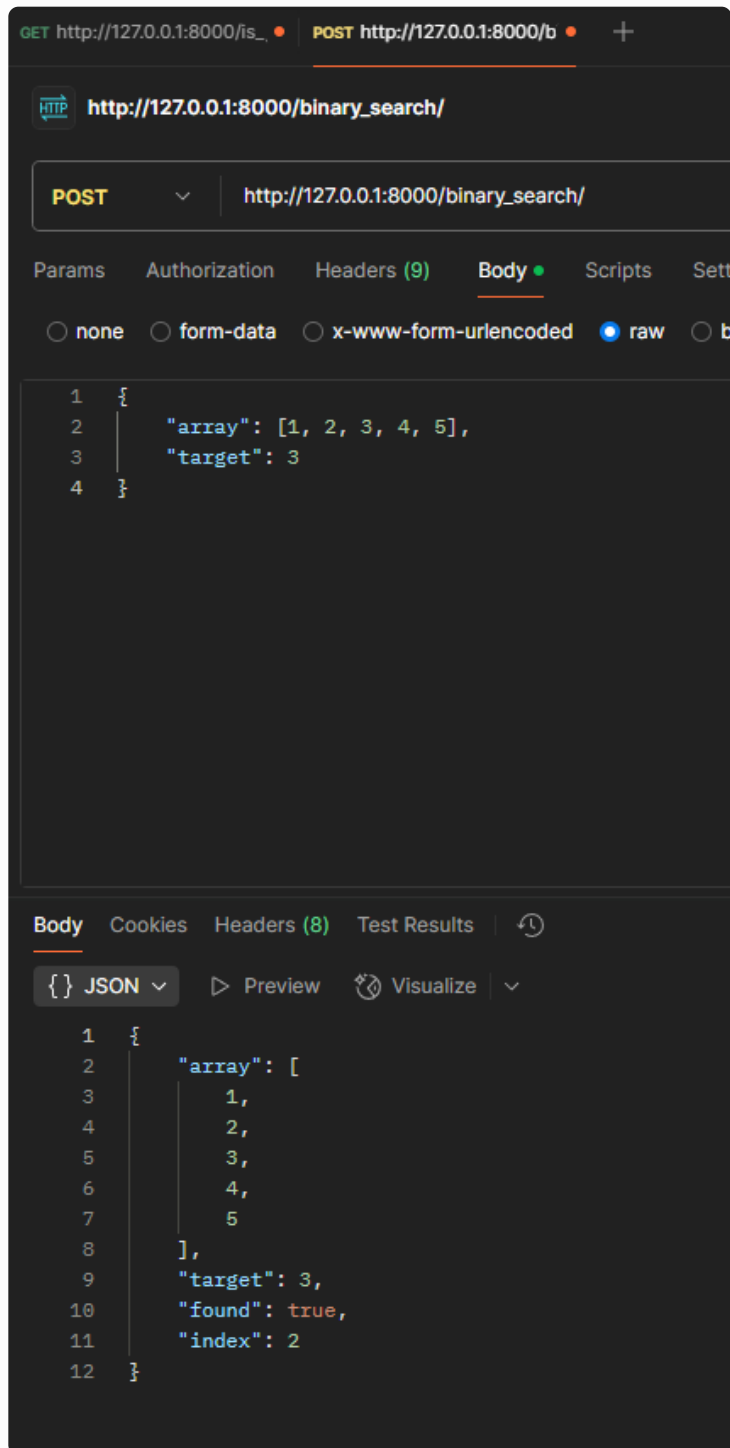 GET http://127.0.0.1:8000/is_ POST http://127.0.0.1:8000/b
HTTP http://127.0.0.1:8000/binary_search/
POST http://127.0.0.1:8000/binary_search/
Params Authorization Headers (9) Body Scripts Sett
none form-data x-www-form-urlencoded raw b
1 {
2 "array": [1, 2, 3, 4, 5],
3 "target": 3
4 }
Body Cookies Headers (8) Test Results
{} JSON Preview Visualize
1 {
2 "array": [
3 1,
4 2,
5 3,
6 4,
7 5
8 ],
9 "target": 3,
10 "found": true,
11 "index": 2
12 }